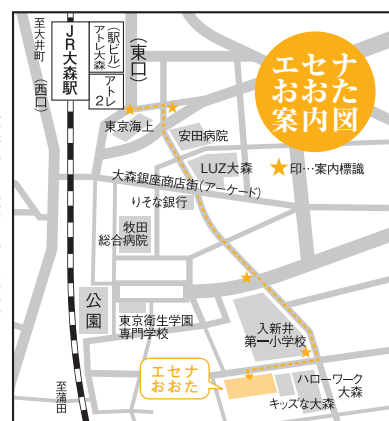 至大井町
(西口)
JR大森駅
(駅ビル)
アトレ大森
アトレ
2
(東口)
エセナ
おおた
案内図
東京海上
安田病院
LUZ大森
★印…案内標識
大森銀座商店街(アーケード)
りそな銀行
牧田
総合病院
公園
東京衛生学園
専門学校
入新井
第一小学校
エセナ
おおた
ハローワーク
大森
キッズな大森
至蒲田